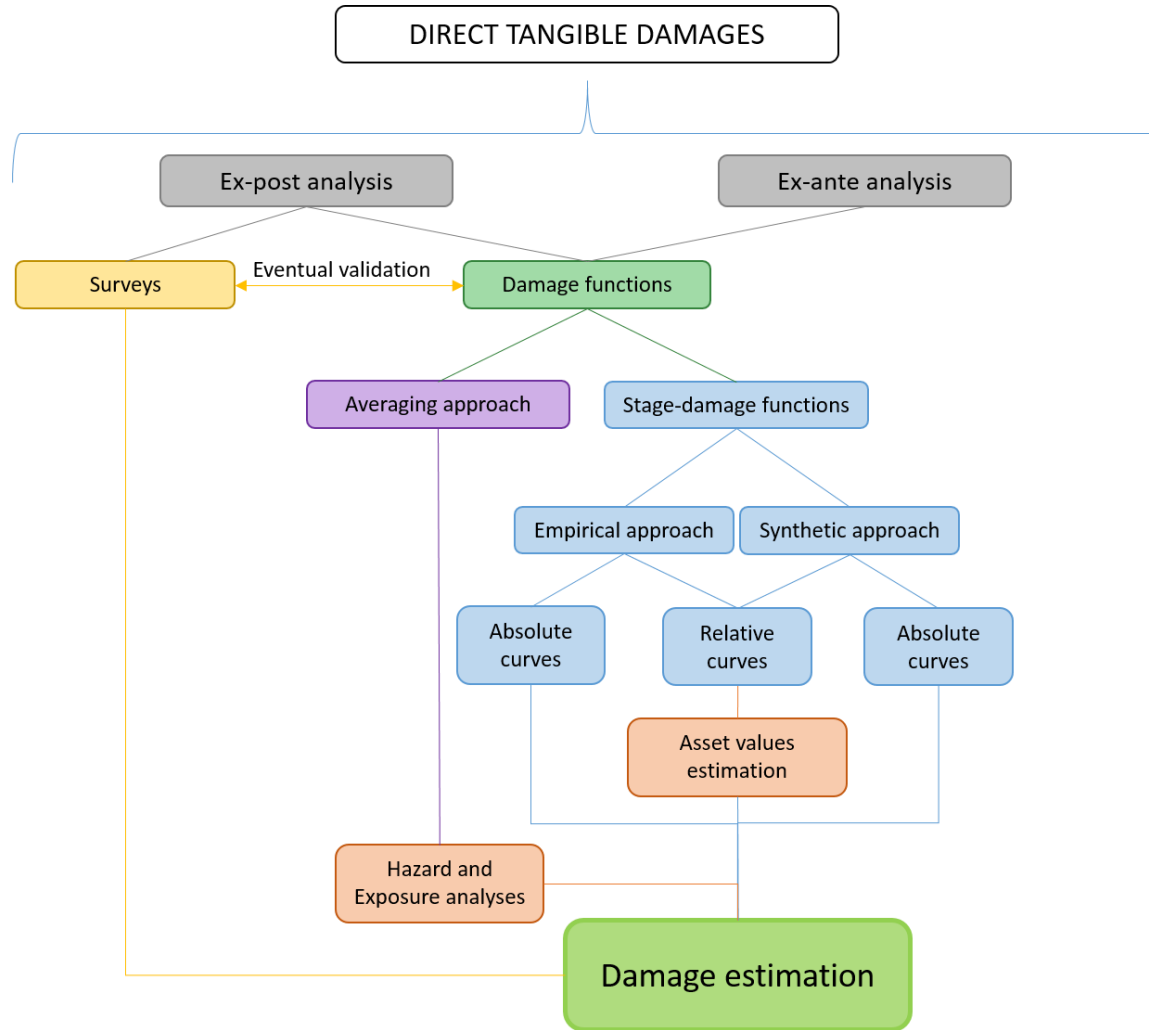 DIRECT TANGIBLE DAMAGES
Ex-post analysis
Ex-ante analysis
Surveys
Eventual validation
Damage functions
Averaging approach
Stage-damage functions
Empirical approach
Synthetic approach
Absolute
curves
Relative
curves
Absolute
curves
Asset values
estimation
Hazard and
Exposure analyses
Damage estimation